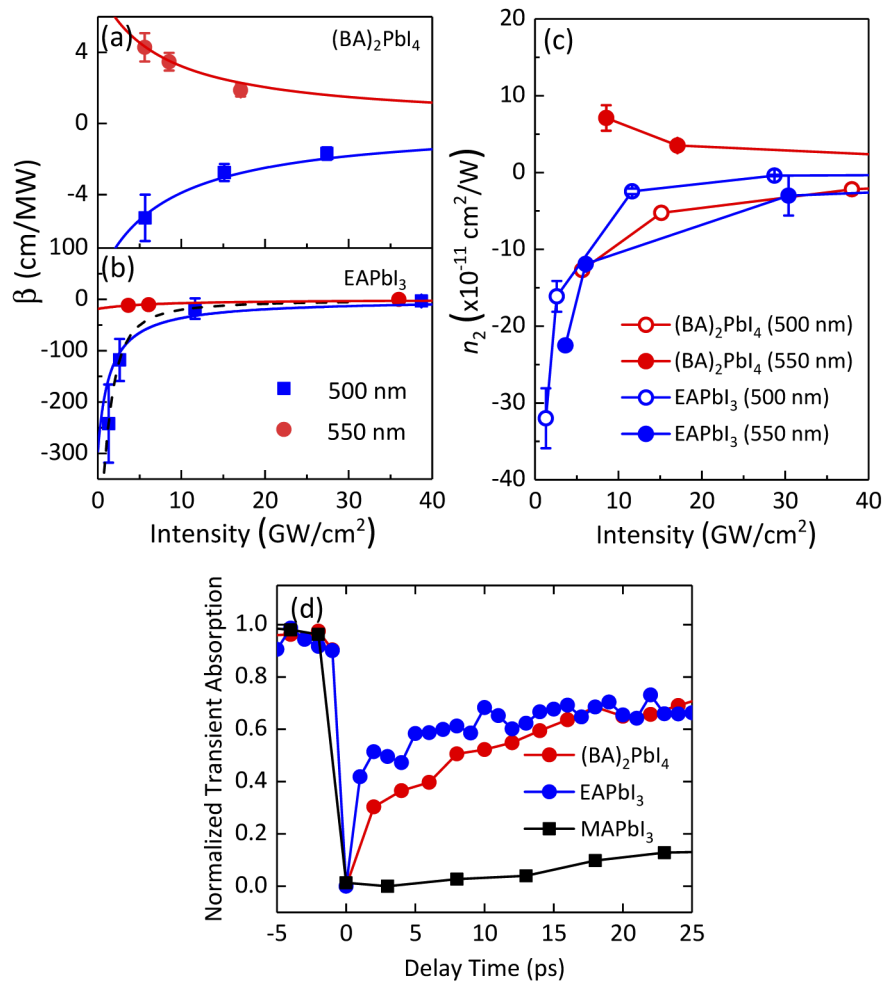 (a)
(BA)₂PbI₄
4
0
-4
100
β (cm/MW)
(b)
EAPbI₃
0
-100
-200
-300
500 nm
550 nm
0 10 20 30 40
Intensity (GW/cm²)
(c)
20
10
0
-10
-20
-30
-40
n₂ (x10⁻¹¹ cm²/W)
(BA)₂PbI₄ (500 nm)
(BA)₂PbI₄ (550 nm)
EAPbI₃ (500 nm)
EAPbI₃ (550 nm)
0 10 20 30 40
Intensity (GW/cm²)
(d)
Normalized Transient Absorption
1.0
0.8
0.6
0.4
0.2
0.0
(BA)₂PbI₄
EAPbI₃
MAPbI₃
-5 0 5 10 15 20 25
Delay Time (ps)